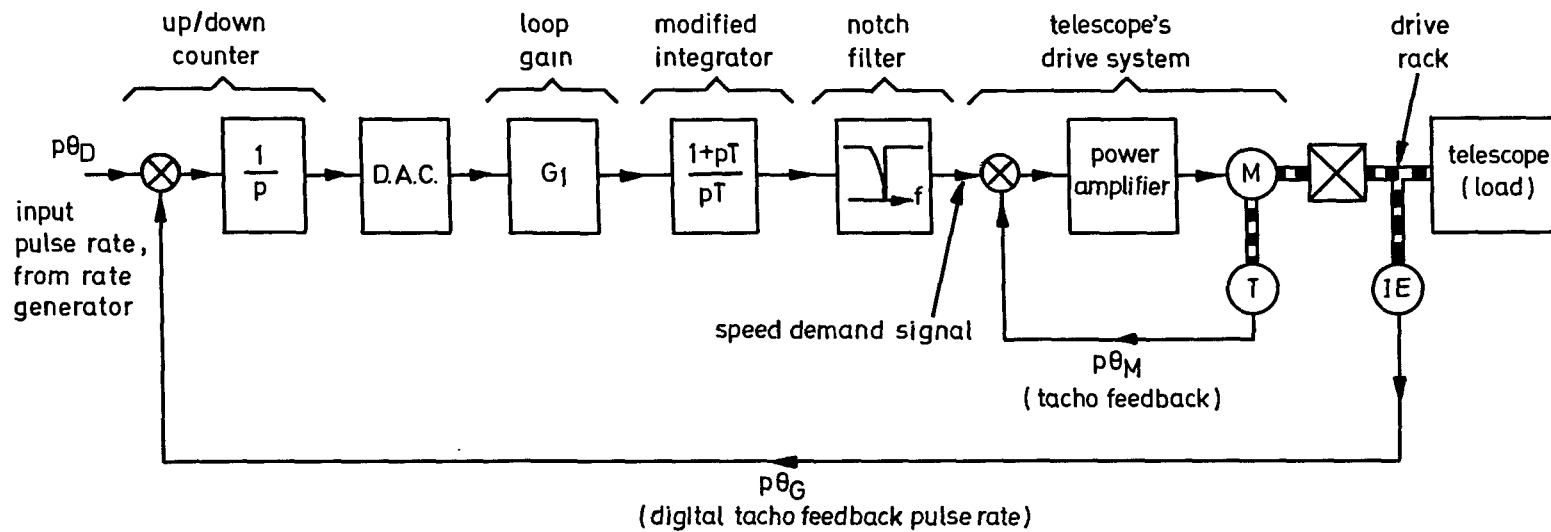 up/down
counter
loop
gain
modified
integrator
notch
filter
telescope's
drive system
drive
rack
pθD
1
p
D.A.C.
G1
1+pT
pT
f
power
amplifier
M
telescope
(load)
input
pulse rate,
from rate
generator
T
IE
speed demand signal
pθM
(tacho feedback)
pθG
(digital tacho feedback pulse rate)